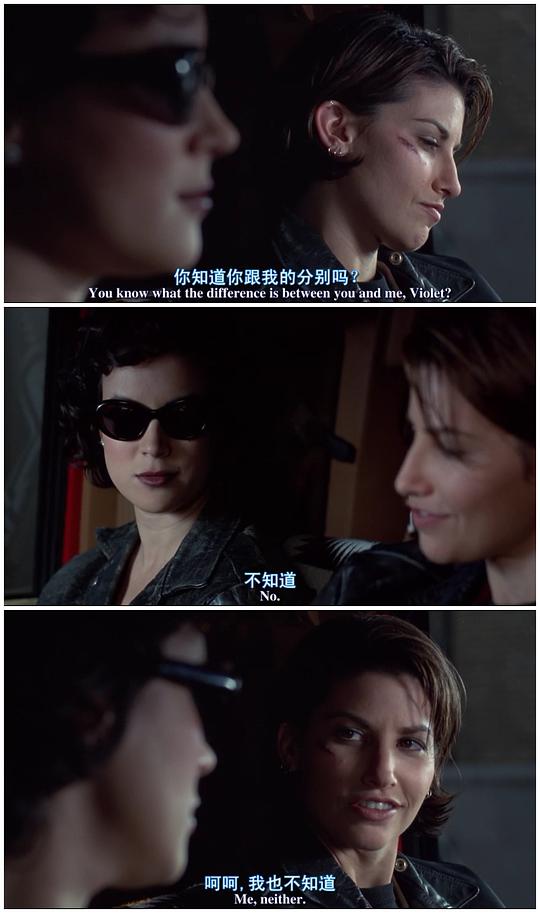 你知道你跟我的分别吗?
You know what the difference is between you and me, Violet?
不知道
No.
呵呵,我也不知道
Me, neither.